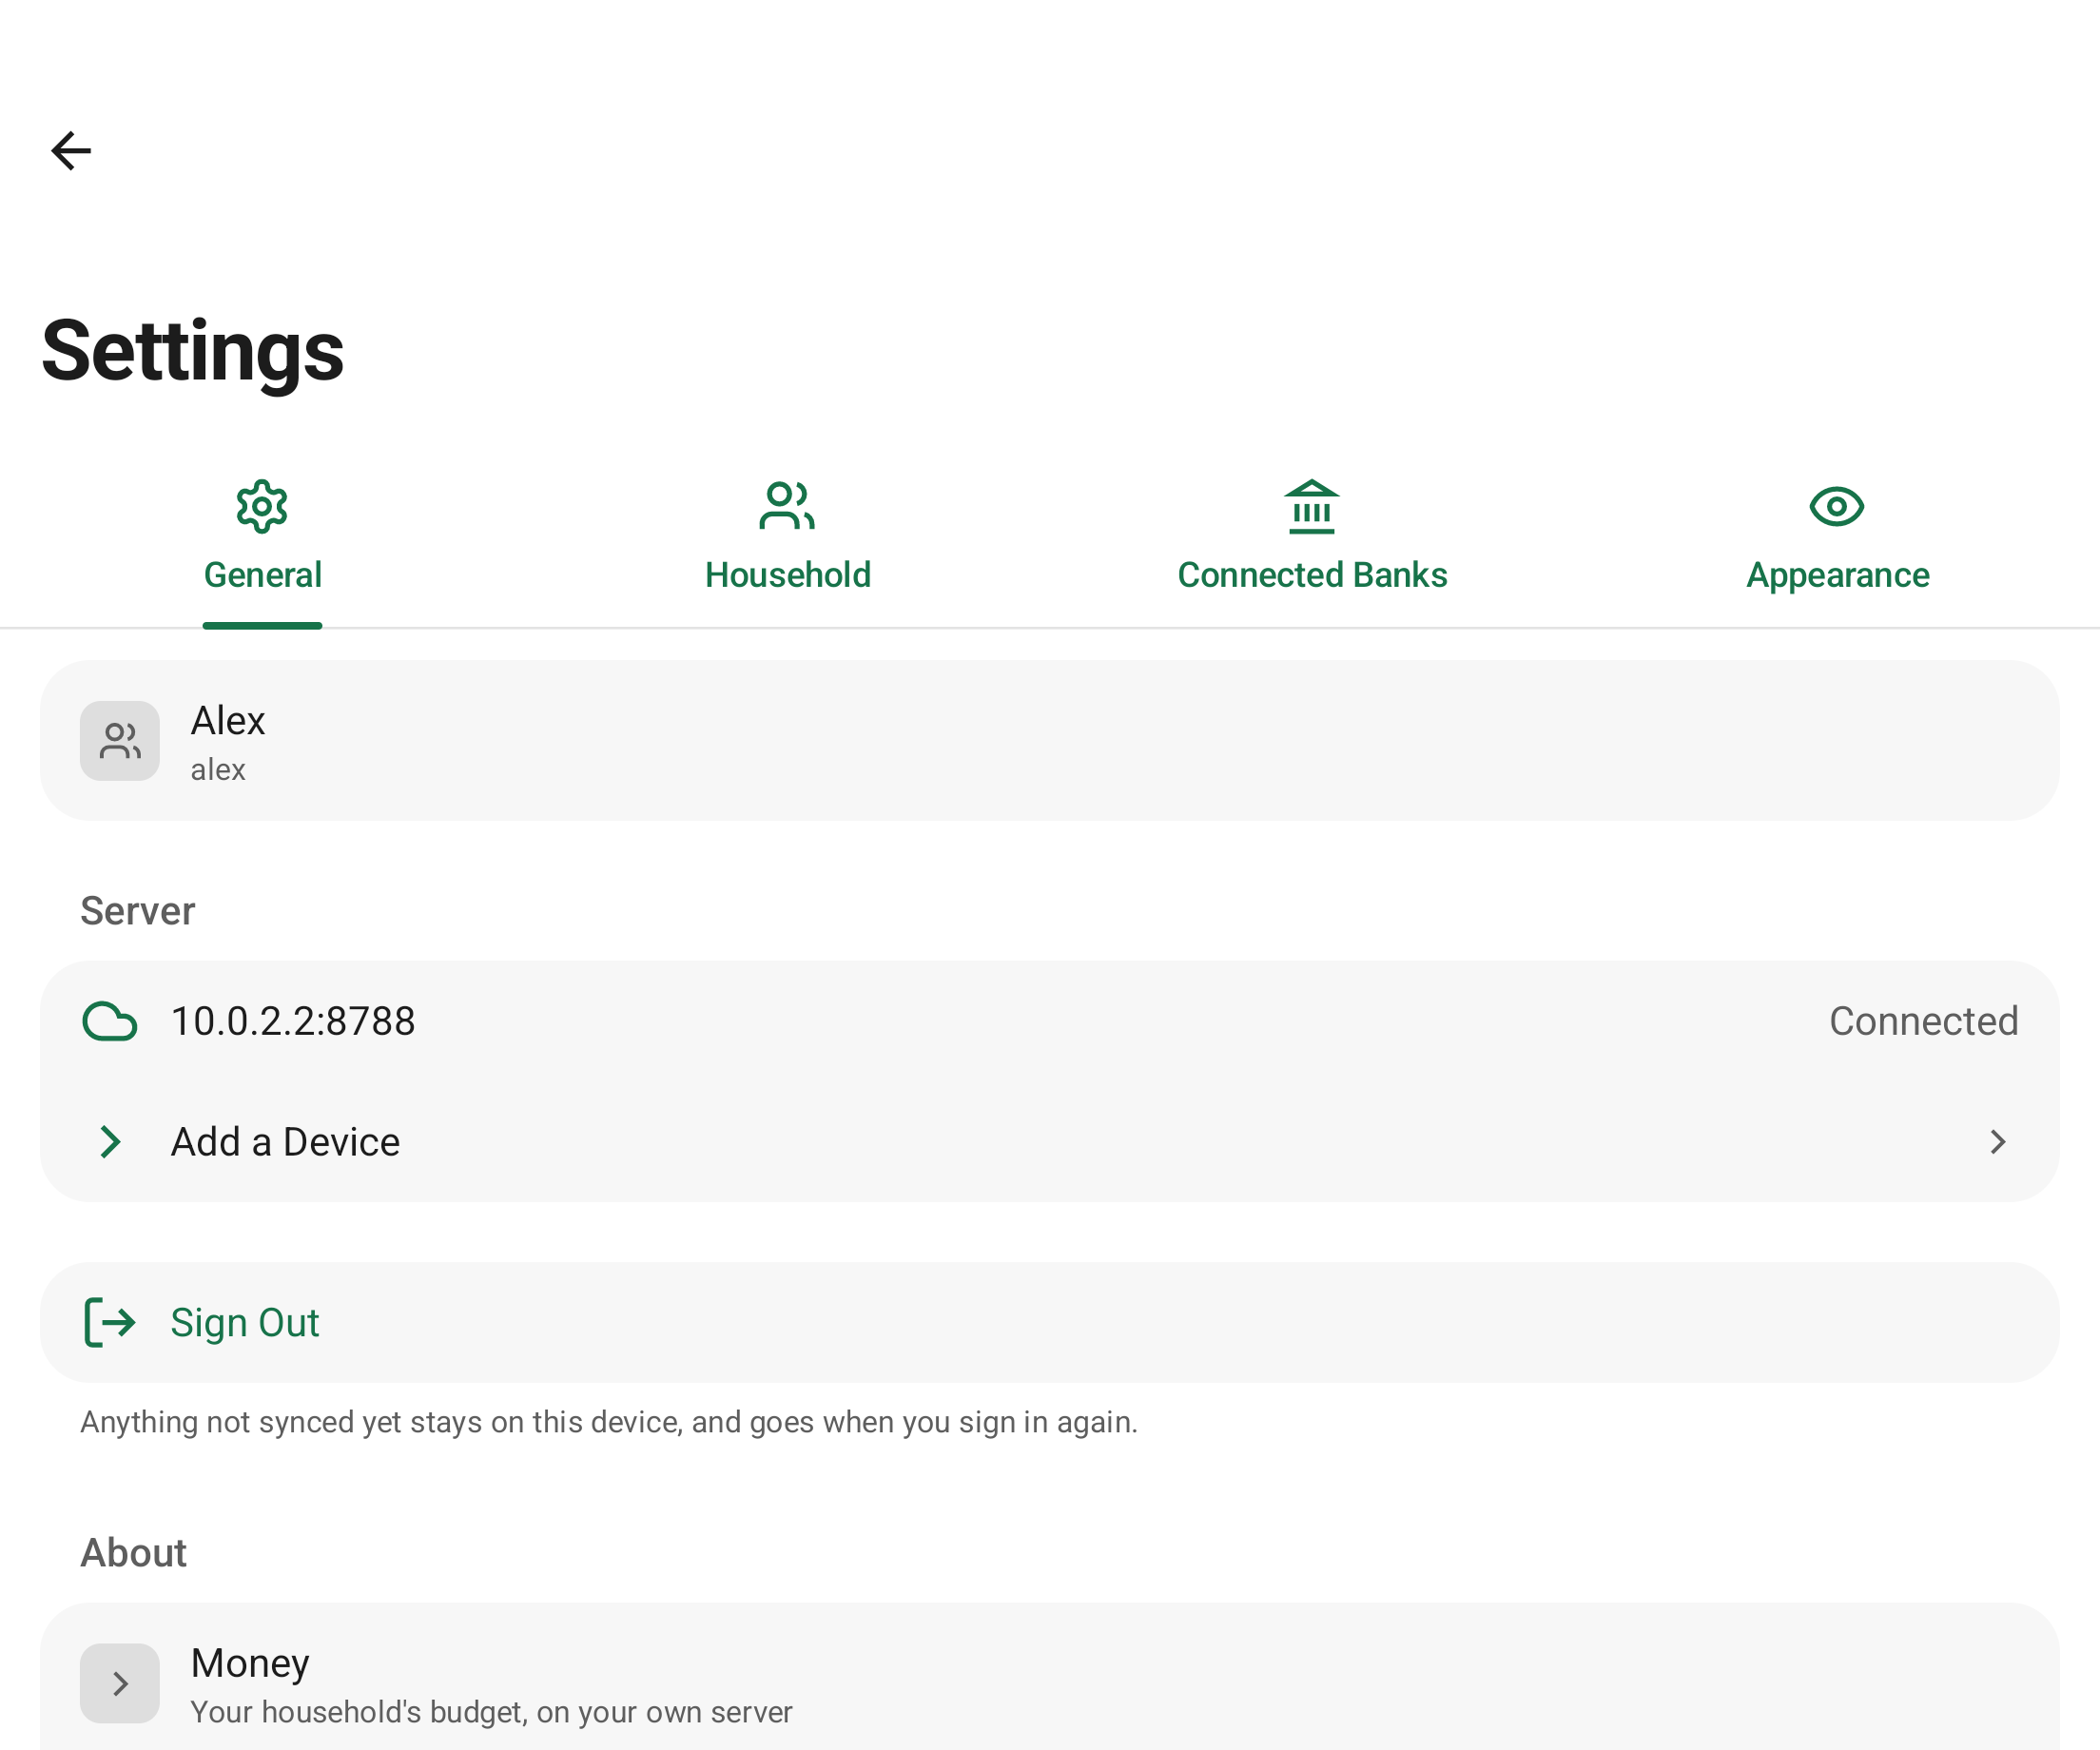 Settings
General
Household
Connected Banks
Appearance
Alex
alex
Server
10.0.2.2:8788
Connected
Add a Device
Sign Out
Anything not synced yet stays on this device, and goes when you sign in again.
About
Money
Your household's budget, on your own server